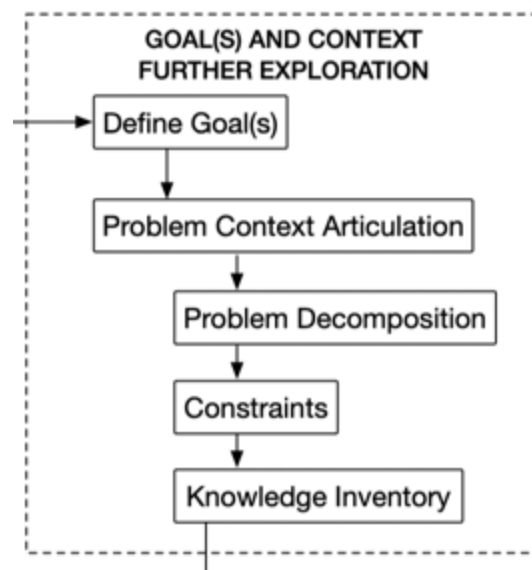 GOAL(S) AND CONTEXT
FURTHER EXPLORATION
Define Goal(s)
Problem Context Articulation
Problem Decomposition
Constraints
Knowledge Inventory